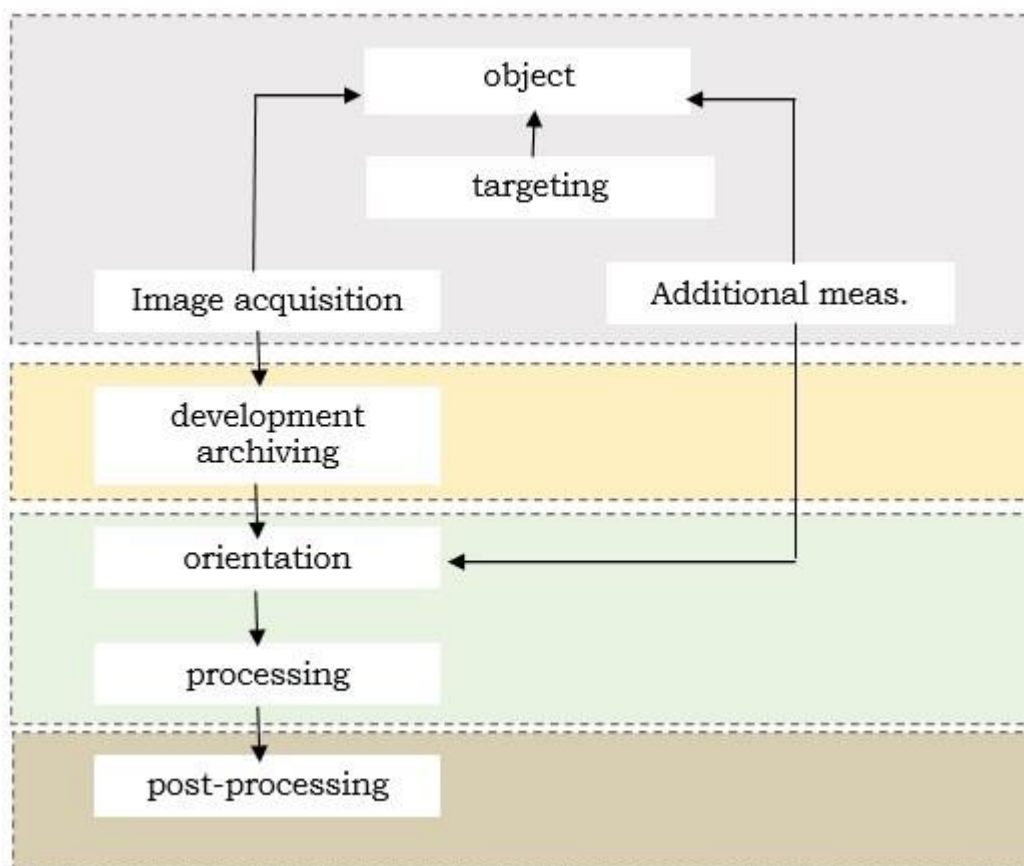 object
targeting
Image acquisition
Additional meas.
development
archiving
orientation
processing
post-processing